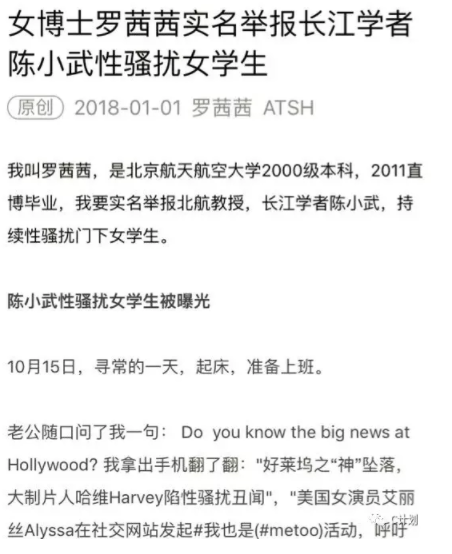 女博士罗茜茜实名举报长江学者
陈小武性骚扰女学生
原创 2018-01-01 罗茜茜 ATSH
我叫罗茜茜，是北京航天航空大学2000级本科，2011直
博毕业，我要实名举报北航教授，长江学者陈小武，持
续性骚扰门下女学生。
陈小武性骚扰女学生被曝光
10月15日，寻常的一天，起床，准备上班。
老公随口问了我一句： Do you know the big news at
Hollywood? 我拿出手机翻了翻："好莱坞之“神”坠落，
大制片人哈维Harvey陷性骚扰丑闻"，"美国女演员艾丽
丝Alyssa在社交网站发起#我也是(#metoo)活动，呼吁
C计划